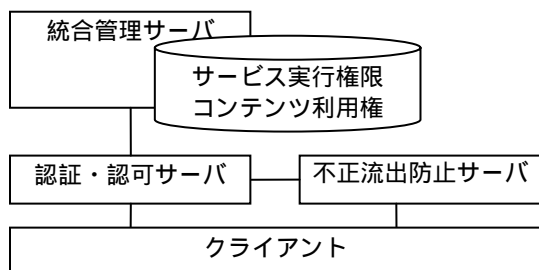 統合管理サーバ
サービス実行権限
コンテンツ利用権
認証・認可サーバ
不正流出防止サーバ
クライアント